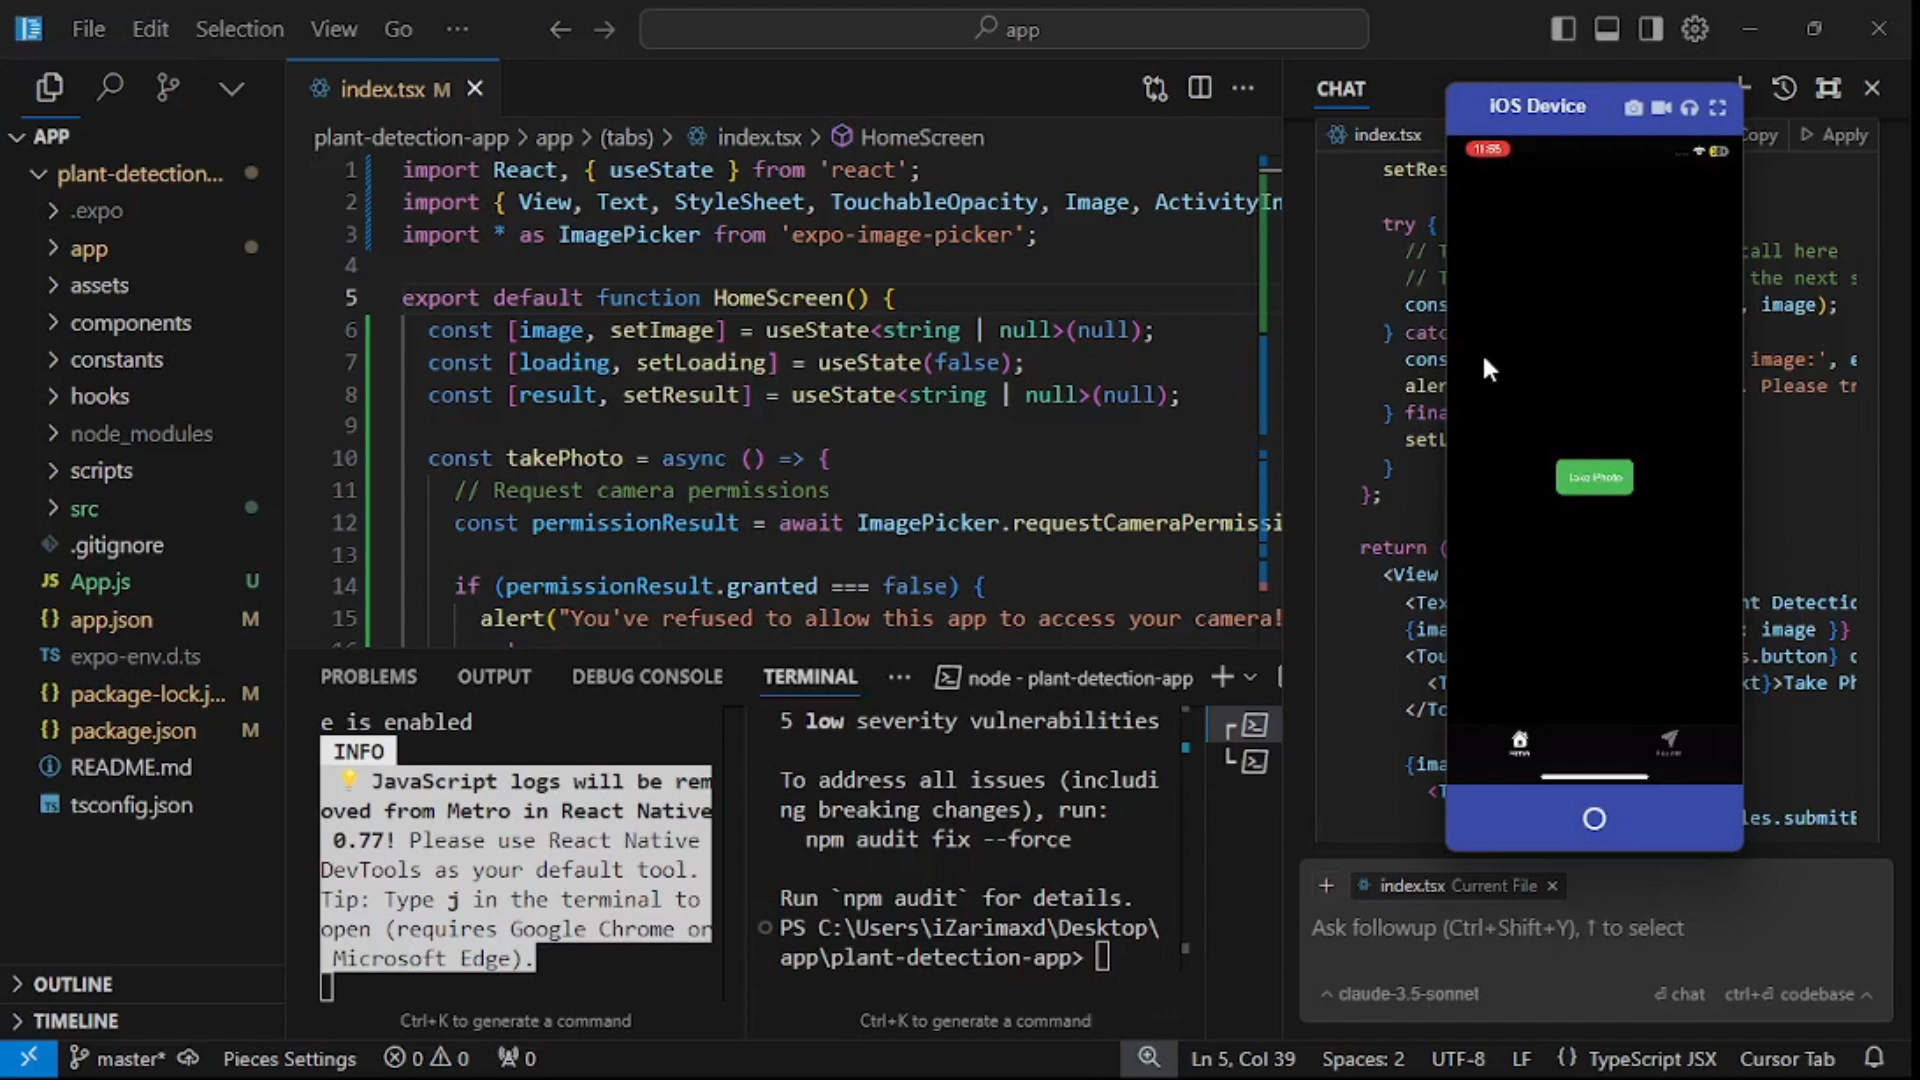 File Edit Selection View Go ...
app
index.tsx M
CHAT
APP
plant-detection...
.expo
app
assets
components
constants
hooks
node_modules
scripts
src
.gitignore
JS App.js U
{} app.json M
TS expo-env.d.ts
{} package-lock.j... M
{} package.json M
README.md
tsconfig.json
OUTLINE
TIMELINE
plant-detection-app > app > (tabs) > index.tsx > HomeScreen
1 import React, { useState } from 'react';
2 import { View, Text, StyleSheet, TouchableOpacity, Image, ActivityIn
3 import * as ImagePicker from 'expo-image-picker';
4
5 export default function HomeScreen() {
6 const [image, setImage] = useState<string | null>(null);
7 const [loading, setLoading] = useState(false);
8 const [result, setResult] = useState<string | null>(null);
9
10 const takePhoto = async () => {
11 // Request camera permissions
12 const permissionResult = await ImagePicker.requestCameraPermissi
13
14 if (permissionResult.granted === false) {
15 alert("You've refused to allow this app to access your camera!
PROBLEMS OUTPUT DEBUG CONSOLE TERMINAL ... node - plant-detection-app
e is enabled
INFO
JavaScript logs will be rem
oved from Metro in React Native
0.77! Please use React Native
DevTools as your default tool.
Tip: Type j in the terminal to
open (requires Google Chrome or
Microsoft Edge).
Ctrl+K to generate a command
5 low severity vulnerabilities
To address all issues (includi
ng breaking changes), run:
npm audit fix --force
Run `npm audit` for details.
PS C:\Users\iZarimaxd\Desktop\
app\plant-detection-app>
Ctrl+K to generate a command
index.tsx
Copy Apply
setRes
try {
// T call here
// T the next s
cons , image);
} catc
cons image:', e
aler . Please tr
} fina
setL
}
};
return (
<View
<Tex nt Detectic
{ima : image }}
<Tou s.button} c
<T xt}>Take Ph
</Tc
{ima
<T les.submitB
iOS Device
11:55
Take Photo
index.tsx Current File
Ask followup (Ctrl+Shift+Y), ↑ to select
claude-3.5-sonnet
chat ctrl+⏎ codebase
master* Pieces Settings 0 0 0
Ln 5, Col 39 Spaces: 2 UTF-8 LF {} TypeScript JSX Cursor Tab